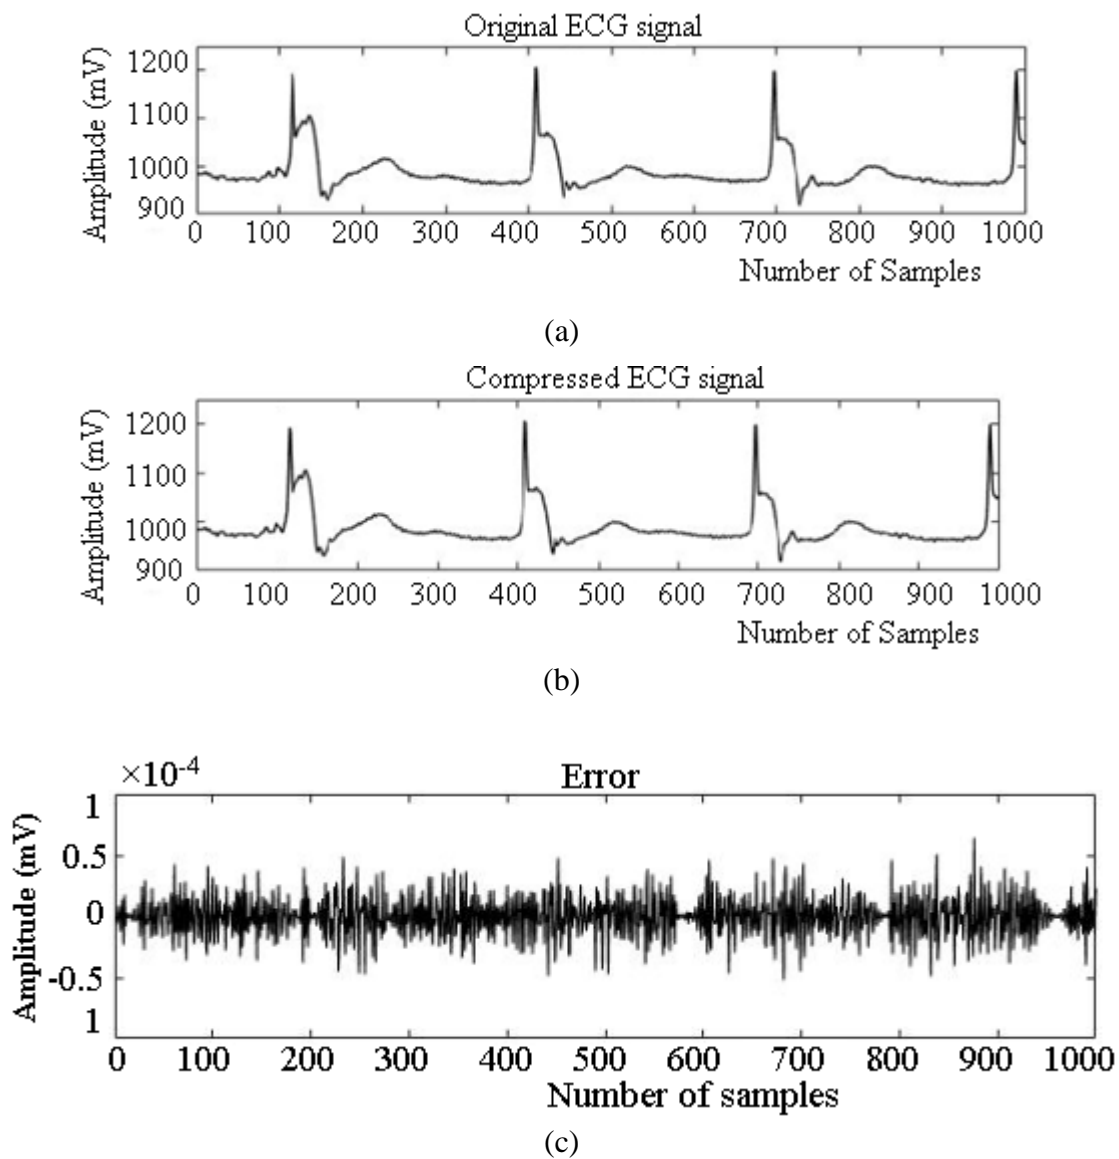 Original ECG signal
Amplitude (mV)
1200
1100
1000
900
0 100 200 300 400 500 600 700 800 900 1000
Number of Samples
(a)
Compressed ECG signal
Amplitude (mV)
1200
1100
1000
900
0 100 200 300 400 500 600 700 800 900 1000
Number of Samples
(b)
×10-4
Error
Amplitude (mV)
1
0.5
0
-0.5
1
0 100 200 300 400 500 600 700 800 900 1000
Number of samples
(c)